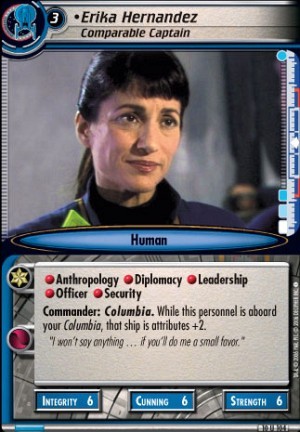 3
•Erika Hernandez
Comparable Captain
Human
Anthropology Diplomacy Leadership
Officer Security
Commander: Columbia. While this personnel is aboard
your Columbia, that ship is attributes +2.
"I won't say anything ... if you'll do me a small favor."
Integrity 6 Cunning 6 Strength 6